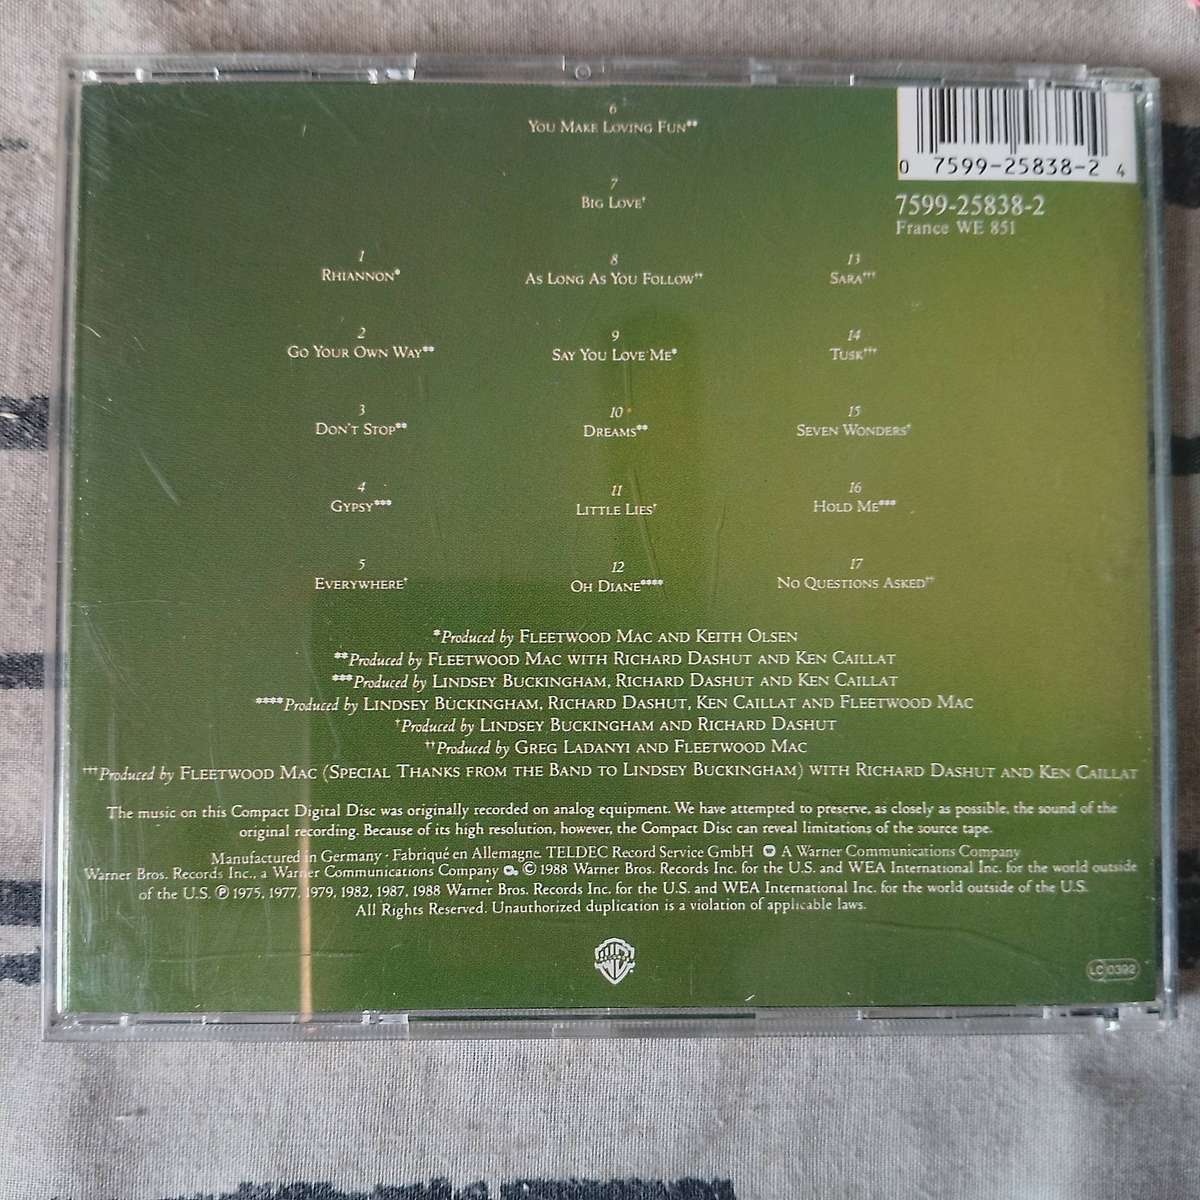 6
YOU MAKE LOVING FUN**
7
BIG LOVE†
0 7599-25838-2 4
7599-25838-2
France WE 851
1
RHIANNON*
2
GO YOUR OWN WAY**
3
DON'T STOP**
4
GYPSY***
5
EVERYWHERE†
8
AS LONG AS YOU FOLLOW††
9
SAY YOU LOVE ME*
10
DREAMS**
11
LITTLE LIES†
12
OH DIANE****
13
SARA†††
14
TUSK†††
15
SEVEN WONDERS†
16
HOLD ME***
17
NO QUESTIONS ASKED††
*Produced by FLEETWOOD MAC AND KEITH OLSEN
**Produced by FLEETWOOD MAC WITH RICHARD DASHUT AND KEN CAILLAT
***Produced by LINDSEY BUCKINGHAM, RICHARD DASHUT AND KEN CAILLAT
****Produced by LINDSEY BUCKINGHAM, RICHARD DASHUT, KEN CAILLAT AND FLEETWOOD MAC
†Produced by LINDSEY BUCKINGHAM AND RICHARD DASHUT
††Produced by GREG LADANYI AND FLEETWOOD MAC
†††Produced by FLEETWOOD MAC (SPECIAL THANKS FROM THE BAND TO LINDSEY BUCKINGHAM) WITH RICHARD DASHUT AND KEN CAILLAT
The music on this Compact Digital Disc was originally recorded on analog equipment. We have attempted to preserve, as closely as possible, the sound of the
original recording. Because of its high resolution, however, the Compact Disc can reveal limitations of the source tape.
Manufactured in Germany · Fabriqué en Allemagne. TELDEC Record Service GmbH A Warner Communications Company
Warner Bros. Records Inc., a Warner Communications Company © 1988 Warner Bros. Records Inc. for the U.S. and WEA International Inc. for the world outside
of the U.S. ℗ 1975, 1977, 1979, 1982, 1987, 1988 Warner Bros. Records Inc. for the U.S. and WEA International Inc. for the world outside of the U.S.
All Rights Reserved. Unauthorized duplication is a violation of applicable laws.
LC 0392